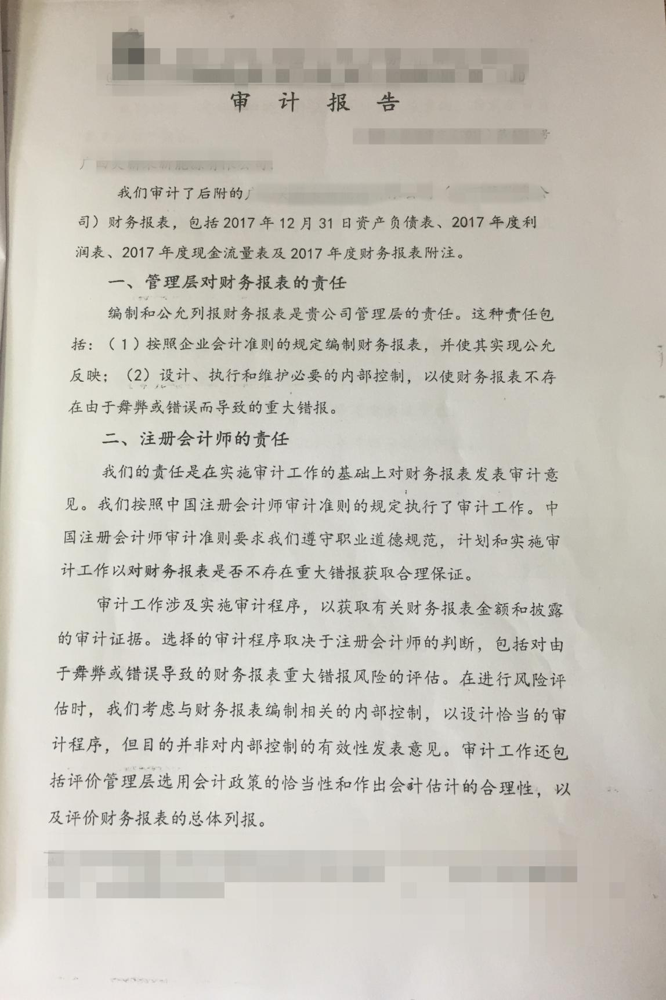 审计报告
号
我们审计了后附的
司）财务报表，包括2017年12月31日资产负债表、2017年度利
润表、2017年度现金流量表及2017年度财务报表附注。
一、管理层对财务报表的责任
编制和公允列报财务报表是贵公司管理层的责任。这种责任包
括：（1）按照企业会计准则的规定编制财务报表，并使其实现公允
反映；（2）设计、执行和维护必要的内部控制，以使财务报表不存
在由于舞弊或错误而导致的重大错报。
二、注册会计师的责任
我们的责任是在实施审计工作的基础上对财务报表发表审计意
见。我们按照中国注册会计师审计准则的规定执行了审计工作。中
国注册会计师审计准则要求我们遵守职业道德规范，计划和实施审
计工作以对财务报表是否不存在重大错报获取合理保证。
审计工作涉及实施审计程序，以获取有关财务报表金额和披露
的审计证据。选择的审计程序取决于注册会计师的判断，包括对由
于舞弊或错误导致的财务报表重大错报风险的评估。在进行风险评
估时，我们考虑与财务报表编制相关的内部控制，以设计恰当的审
计程序，但目的并非对内部控制的有效性发表意见。审计工作还包
括评价管理层选用会计政策的恰当性和作出会计估计的合理性，以
及评价财务报表的总体列报。